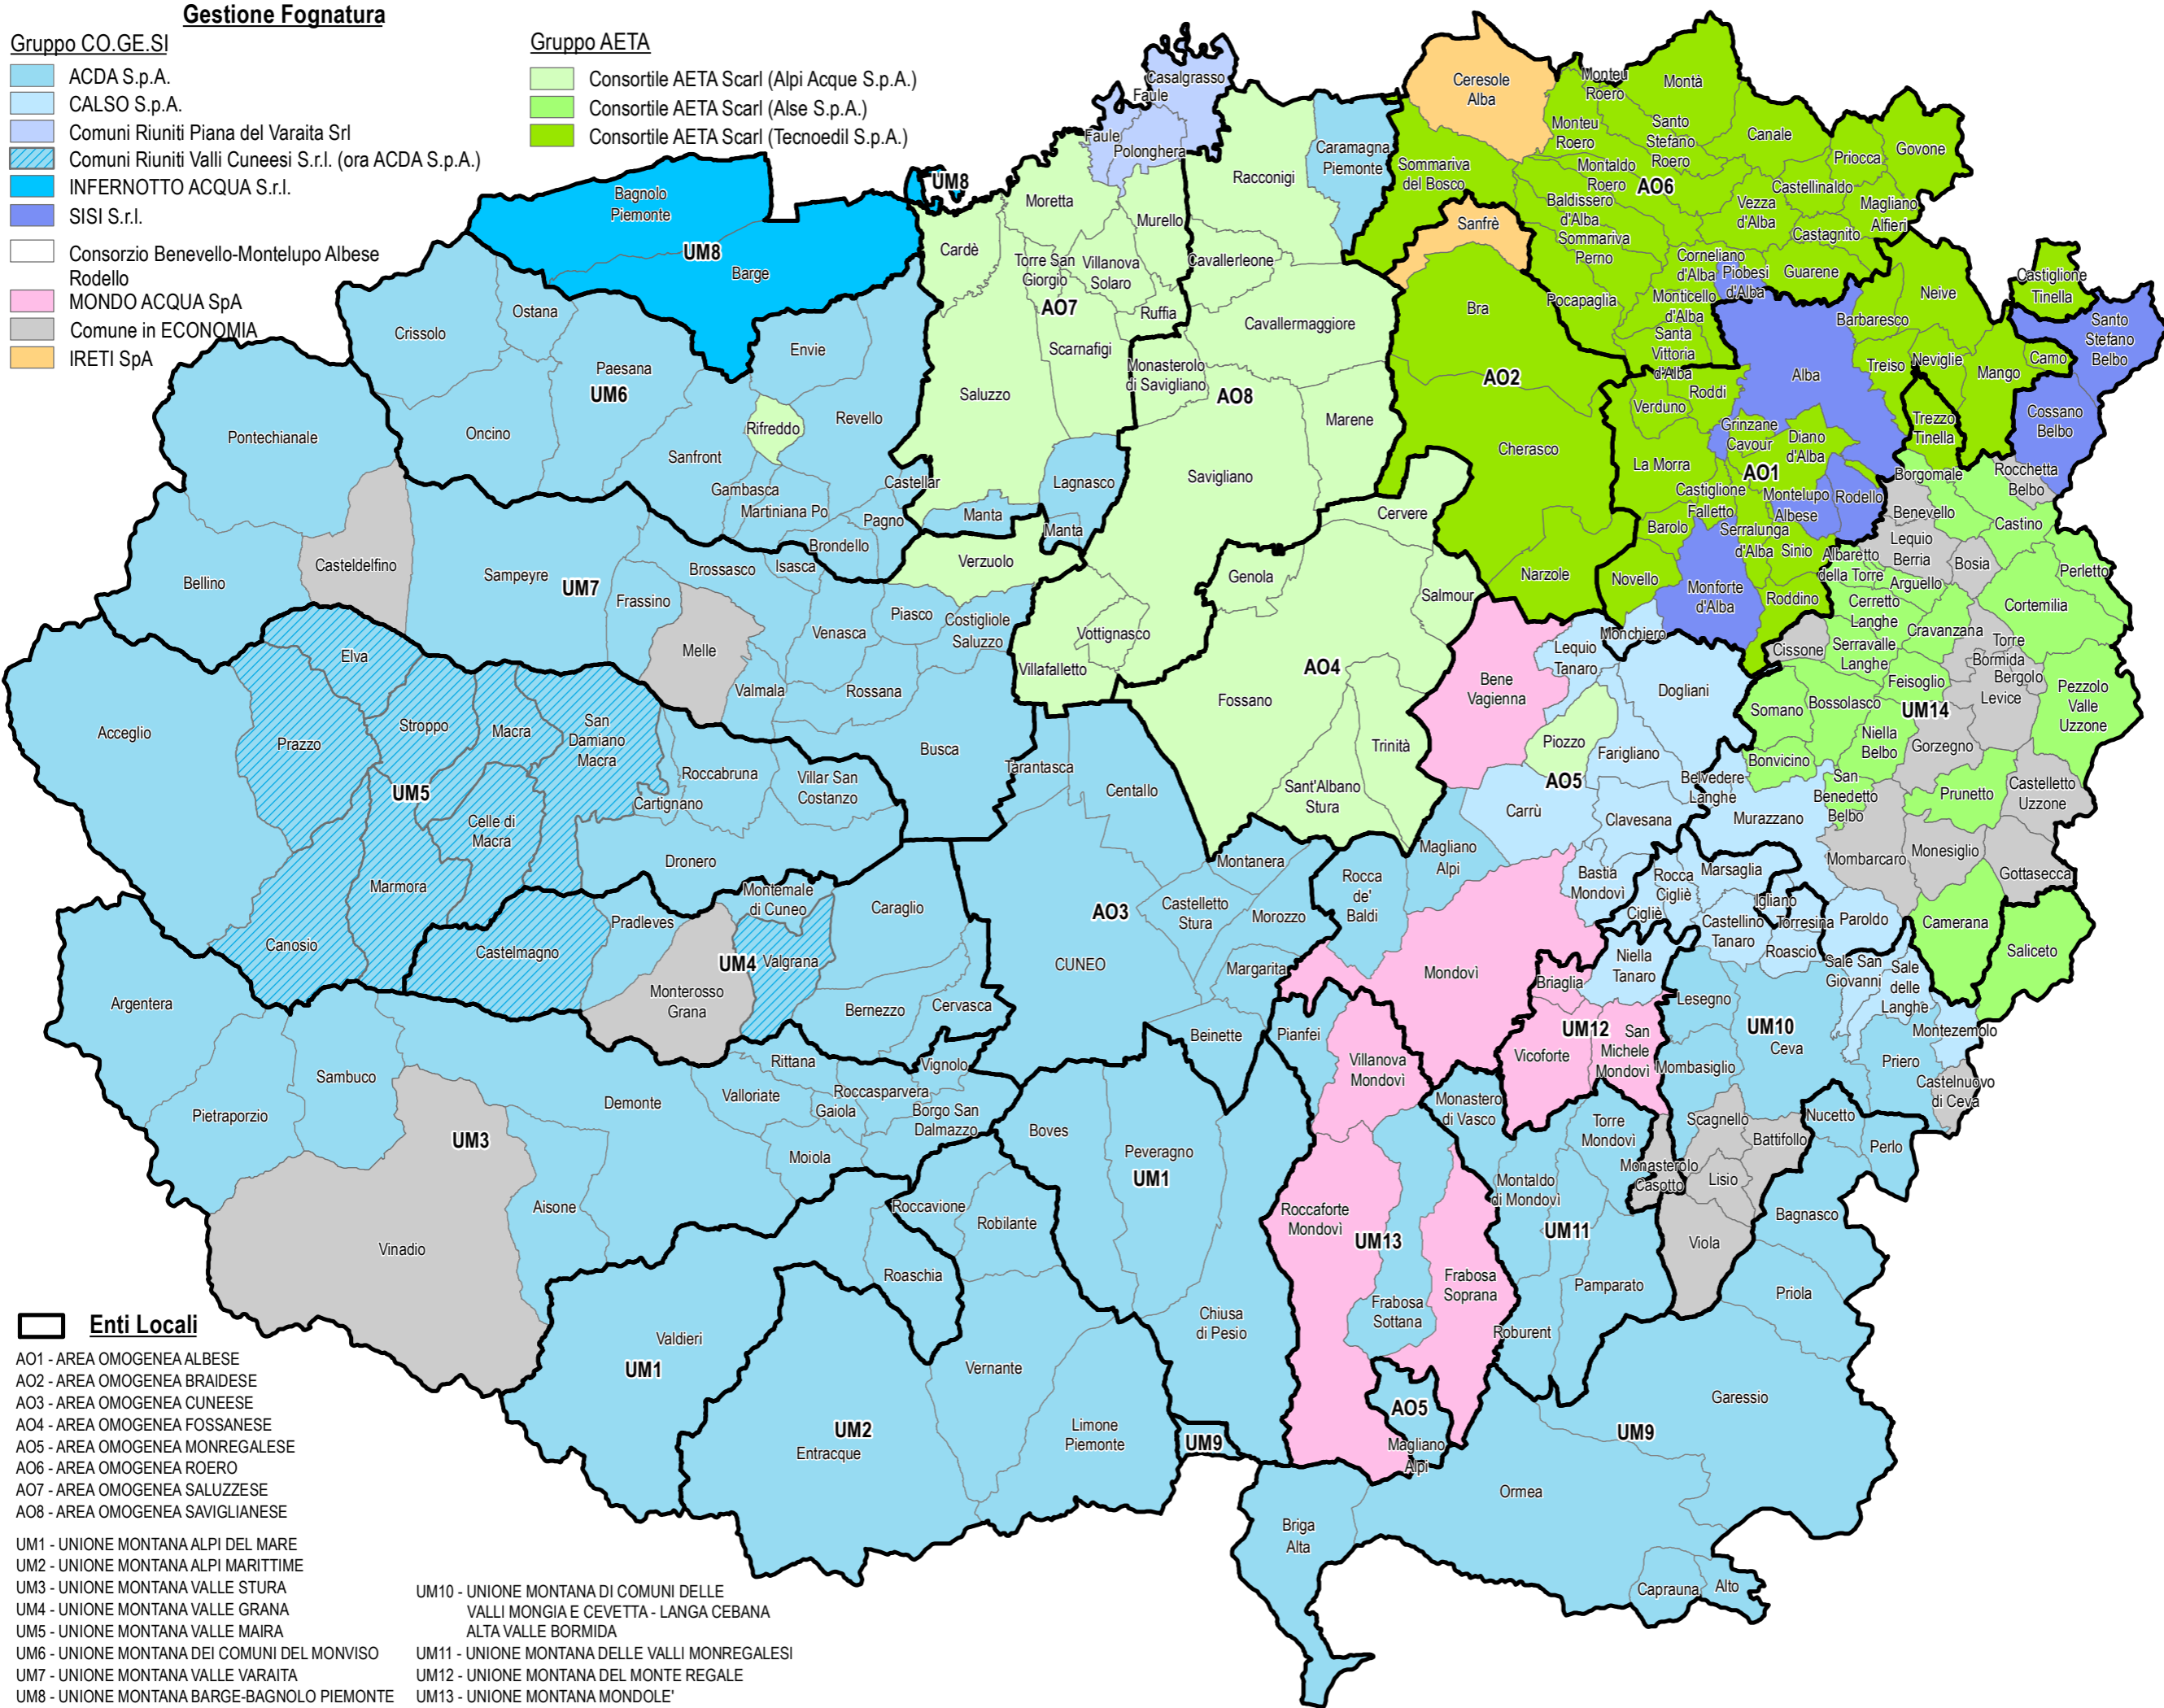 Gestione Fognatura
Gruppo CO.GE.SI
ACDA S.p.A.
CALSO S.p.A.
Comuni Riuniti Piana del Varaita Srl
Comuni Riuniti Valli Cuneesi S.r.l. (ora ACDA S.p.A.)
INFERNOTTO ACQUA S.r.l.
SISI S.r.l.
Consorzio Benevello-Montelupo Albese
Rodello
MONDO ACQUA SpA
Comune in ECONOMIA
IRETI SpA
Gruppo AETA
Consortile AETA Scarl (Alpi Acque S.p.A.)
Consortile AETA Scarl (Alse S.p.A.)
Consortile AETA Scarl (Tecnoedil S.p.A.)
Casalgrasso
Faule
Faule
Polonghera
Ceresole
Alba
Monteu
Roero
Montà
Monteu
Roero
Santo
Stefano
Roero
Canale
Priocca
Govone
Caramagna
Piemonte
Sommariva
del Bosco
Racconigi
Montaldo
Roero
AO6
Castellinaldo
Magliano
Alfieri
Baldissero
d'Alba
Vezza
d'Alba
Castagnito
Sanfrè
Sommariva
Perno
Corneliano
d'Alba
Piobesi
d'Alba
Guarene
Bagnolo
Piemonte
UM8
UM8
Barge
Moretta
Murello
Cardè
Torre San
Giorgio
Villanova
Solaro
Cavallerleone
AO7
Ruffia
Bra
Pocapaglia
Monticello
d'Alba
Santa
Vittoria
d'Alba
Neive
Castiglione
Tinella
Barbaresco
Santo
Stefano
Belbo
Treiso
Neviglie
Camo
Mango
Crissolo
Ostana
Paesana
UM6
Envie
Scarnafigi
Cavallermaggiore
Monasterolo
di Savigliano
AO8
AO2
Alba
Roddi
Verduno
Saluzzo
Marene
Trezzo
Tinella
Cossano
Belbo
Pontechianale
Oncino
Rifreddo
Revello
Sanfront
Cherasco
Grinzane
Cavour
Diano
d'Alba
La Morra
AO1
Borgomale
Rocchetta
Belbo
Gambasca
Martiniana Po
Castellar
Pagno
Lagnasco
Savigliano
Manta
Manta
Castiglione
Falletto
Montelupo
Albese
Rodello
Benevello
Castino
Cervere
Barolo
Serralunga
d'Alba
Sinio
Lequio
Berria
Casteldelfino
Sampeyre
UM7
Brondello
Brossasco
Isasca
Verzuolo
Bellino
Frassino
Piasco
Costigliole
Saluzzo
Genola
Salmour
Narzole
Novello
Monforte
d'Alba
Roddino
Albaretto
della Torre
Arguello
Bosia
Perletto
Cerretto
Langhe
Cortemilia
Melle
Venasca
Vottignasco
Elva
Valmala
Rossana
Villafalletto
AO4
Fossano
Bene
Vagienna
Monchiero
Lequio
Tanaro
Dogliani
Cissone
Serravalle
Langhe
Cravanzana
Torre
Bormida
Bergolo
Levice
Feisoglio
Pezzolo
Valle
Uzzone
Acceglio
Prazzo
Stroppo
Macra
San
Damiano
Macra
Busca
Trinità
Piozzo
Farigliano
Somano
Bossolasco
UM14
Niella
Belbo
Gorzegno
UM5
Roccabruna
Villar San
Costanzo
Cartignano
Tarantasca
Centallo
Sant'Albano
Stura
AO5
Carrù
Belvedere
Langhe
Clavesana
Bonvicino
Murazzano
San
Benedetto
Belbo
Prunetto
Castelletto
Uzzone
Celle di
Macra
Dronero
Marmora
Canosio
Montemale
di Cuneo
Caraglio
AO3
Montanera
Castelletto
Stura
Morozzo
Rocca
de'
Baldi
Magliano
Alpi
Bastia
Mondovì
Rocca
Cigliè
Cigliè
Marsaglia
Igliano
Torresina
Castellino
Tanaro
Roascio
Paroldo
Mombarcaro
Monesiglio
Gottasecca
Camerana
Saliceto
Pradleves
Castelmagno
UM4
Valgrana
Monterosso
Grana
CUNEO
Margarita
Mondovì
Briaglia
Niella
Tanaro
Lesegno
Sale San
Giovanni
Sale
delle
Langhe
Montezemolo
Argentera
Bernezzo
Cervasca
Beinette
Pianfei
Villanova
Mondovì
UM12
Vicoforte
San
Michele
Mondovì
UM10
Ceva
Mombasiglio
Priero
Castelnuovo
di Ceva
Sambuco
Pietraporzio
Rittana
Valloriate
Roccasparvera
Gaiola
Vignolo
Borgo San
Dalmazzo
Demonte
UM3
Moiola
Boves
Peveragno
UM1
Monastero
di Vasco
Torre
Mondovì
Scagnello
Battifollo
Nucetto
Perlo
Monasterolo
Casotto
Lisio
Aisone
Vinadio
Roccavione
Robilante
Roaschia
Roccaforte
Mondovì
UM13
Frabosa
Soprana
Frabosa
Sottana
Montaldo
di Mondovì
UM11
Pamparato
Roburent
Viola
Bagnasco
Priola
Chiusa
di Pesio
Valdieri
UM1
Vernante
Limone
Piemonte
UM2
Entracque
UM9
AO5
Magliano
Alpi
Garessio
UM9
Ormea
Briga
Alta
Caprauna
Alto
Enti Locali
AO1 - AREA OMOGENEA ALBESE
AO2 - AREA OMOGENEA BRAIDESE
AO3 - AREA OMOGENEA CUNEESE
AO4 - AREA OMOGENEA FOSSANESE
AO5 - AREA OMOGENEA MONREGALESE
AO6 - AREA OMOGENEA ROERO
AO7 - AREA OMOGENEA SALUZZESE
AO8 - AREA OMOGENEA SAVIGLIANESE
UM1 - UNIONE MONTANA ALPI DEL MARE
UM2 - UNIONE MONTANA ALPI MARITTIME
UM3 - UNIONE MONTANA VALLE STURA
UM4 - UNIONE MONTANA VALLE GRANA
UM5 - UNIONE MONTANA VALLE MAIRA
UM6 - UNIONE MONTANA DEI COMUNI DEL MONVISO
UM7 - UNIONE MONTANA VALLE VARAITA
UM8 - UNIONE MONTANA BARGE-BAGNOLO PIEMONTE
UM10 - UNIONE MONTANA DI COMUNI DELLE
VALLI MONGIA E CEVETTA - LANGA CEBANA
ALTA VALLE BORMIDA
UM11 - UNIONE MONTANA DELLE VALLI MONREGALESI
UM12 - UNIONE MONTANA DEL MONTE REGALE
UM13 - UNIONE MONTANA MONDOLE'